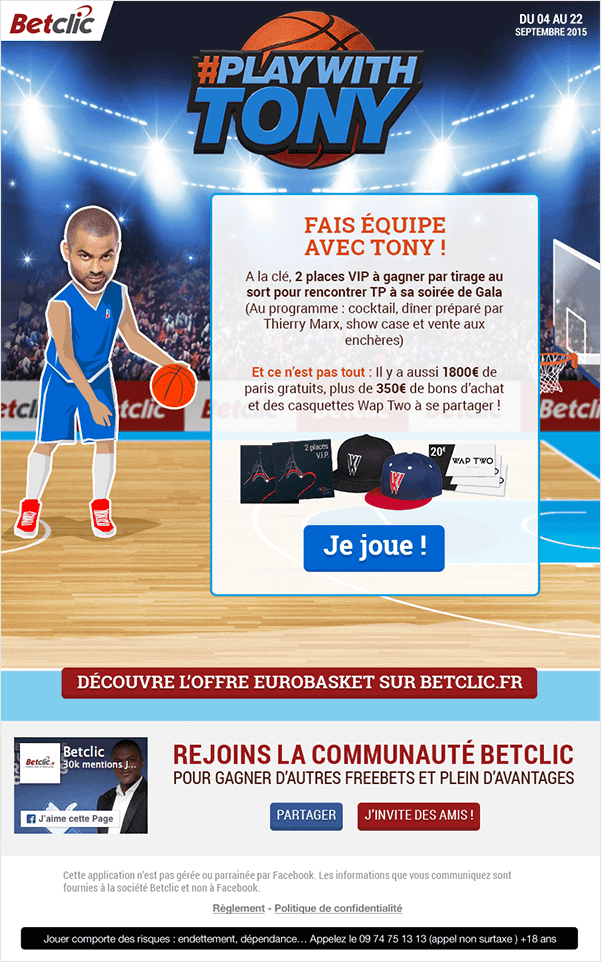 Betclic
DU 04 AU 22
SEPTEMBRE 2015
#PLAYWITH
TONY
FAIS ÉQUIPE
AVEC TONY !
A la clé, 2 places VIP à gagner par tirage au
sort pour rencontrer TP à sa soirée de Gala
(Au programme : cocktail, dîner préparé par
Thierry Marx, show case et vente aux
enchères)
Et ce n'est pas tout : Il y a aussi 1800€ de
paris gratuits, plus de 350€ de bons d'achat
et des casquettes Wap Two à se partager !
etclic
Betclic
Betclic
2 places
V.I.P.
W
W
20€
WAP TWO
Je joue !
DÉCOUVRE L'OFFRE EUROBASKET SUR BETCLIC.FR
Betclic
Betclic
30k mentions J...
J'aime cette Page
REJOINS LA COMMUNAUTÉ BETCLIC
POUR GAGNER D'AUTRES FREEBETS ET PLEIN D'AVANTAGES
PARTAGER
J'INVITE DES AMIS !
Cette application n'est pas gérée ou parrainée par Facebook. Les informations que vous communiquez sont
fournies à la société Betclic et non à Facebook.
Règlement - Politique de confidentialité
Jouer comporte des risques : endettement, dépendance... Appelez le 09 74 75 13 13 (appel non surtaxe ) +18 ans